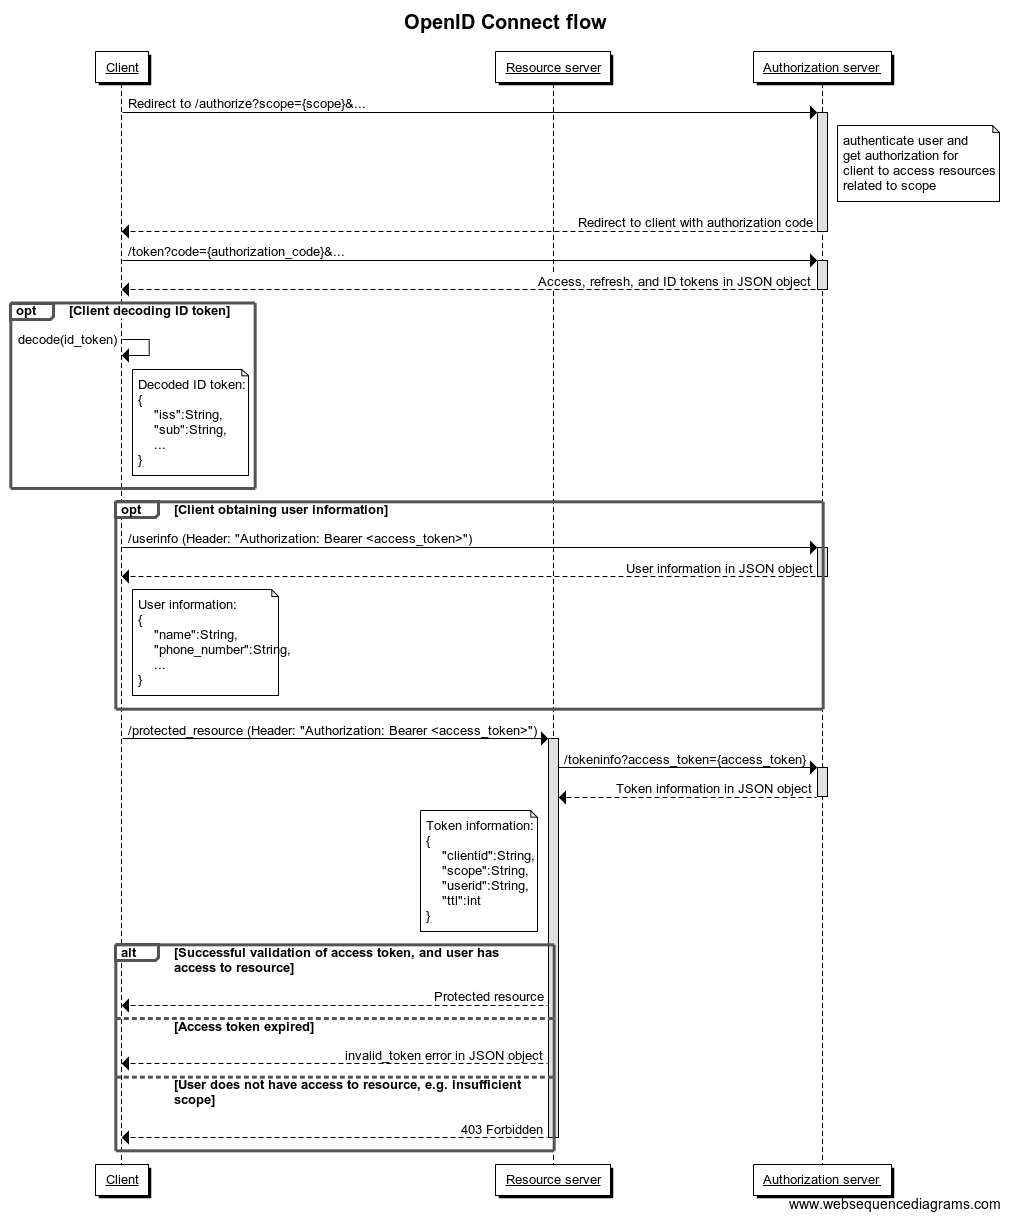 OpenID Connect flow
Client
Resource server
Authorization server
Redirect to /authorize?scope={scope}&...
authenticate user and
get authorization for
client to access resources
related to scope
Redirect to client with authorization code
/token?code={authorization_code}&...
Access, refresh, and ID tokens in JSON object
opt
[Client decoding ID token]
decode(id_token)
Decoded ID token:
{
"iss":String,
"sub":String,
...
}
opt
[Client obtaining user information]
/userinfo (Header: "Authorization: Bearer <access_token>")
User information in JSON object
User information:
{
"name":String,
"phone_number":String,
...
}
/protected_resource (Header: "Authorization: Bearer <access_token>")
/tokeninfo?access_token={access_token}
Token information in JSON object
Token information:
{
"clientid":String,
"scope":String,
"userid":String,
"ttl":int
}
alt
[Successful validation of access token, and user has
access to resource]
Protected resource
[Access token expired]
invalid_token error in JSON object
[User does not have access to resource, e.g. insufficient
scope]
403 Forbidden
Client
Resource server
Authorization server
www.websequencediagrams.com